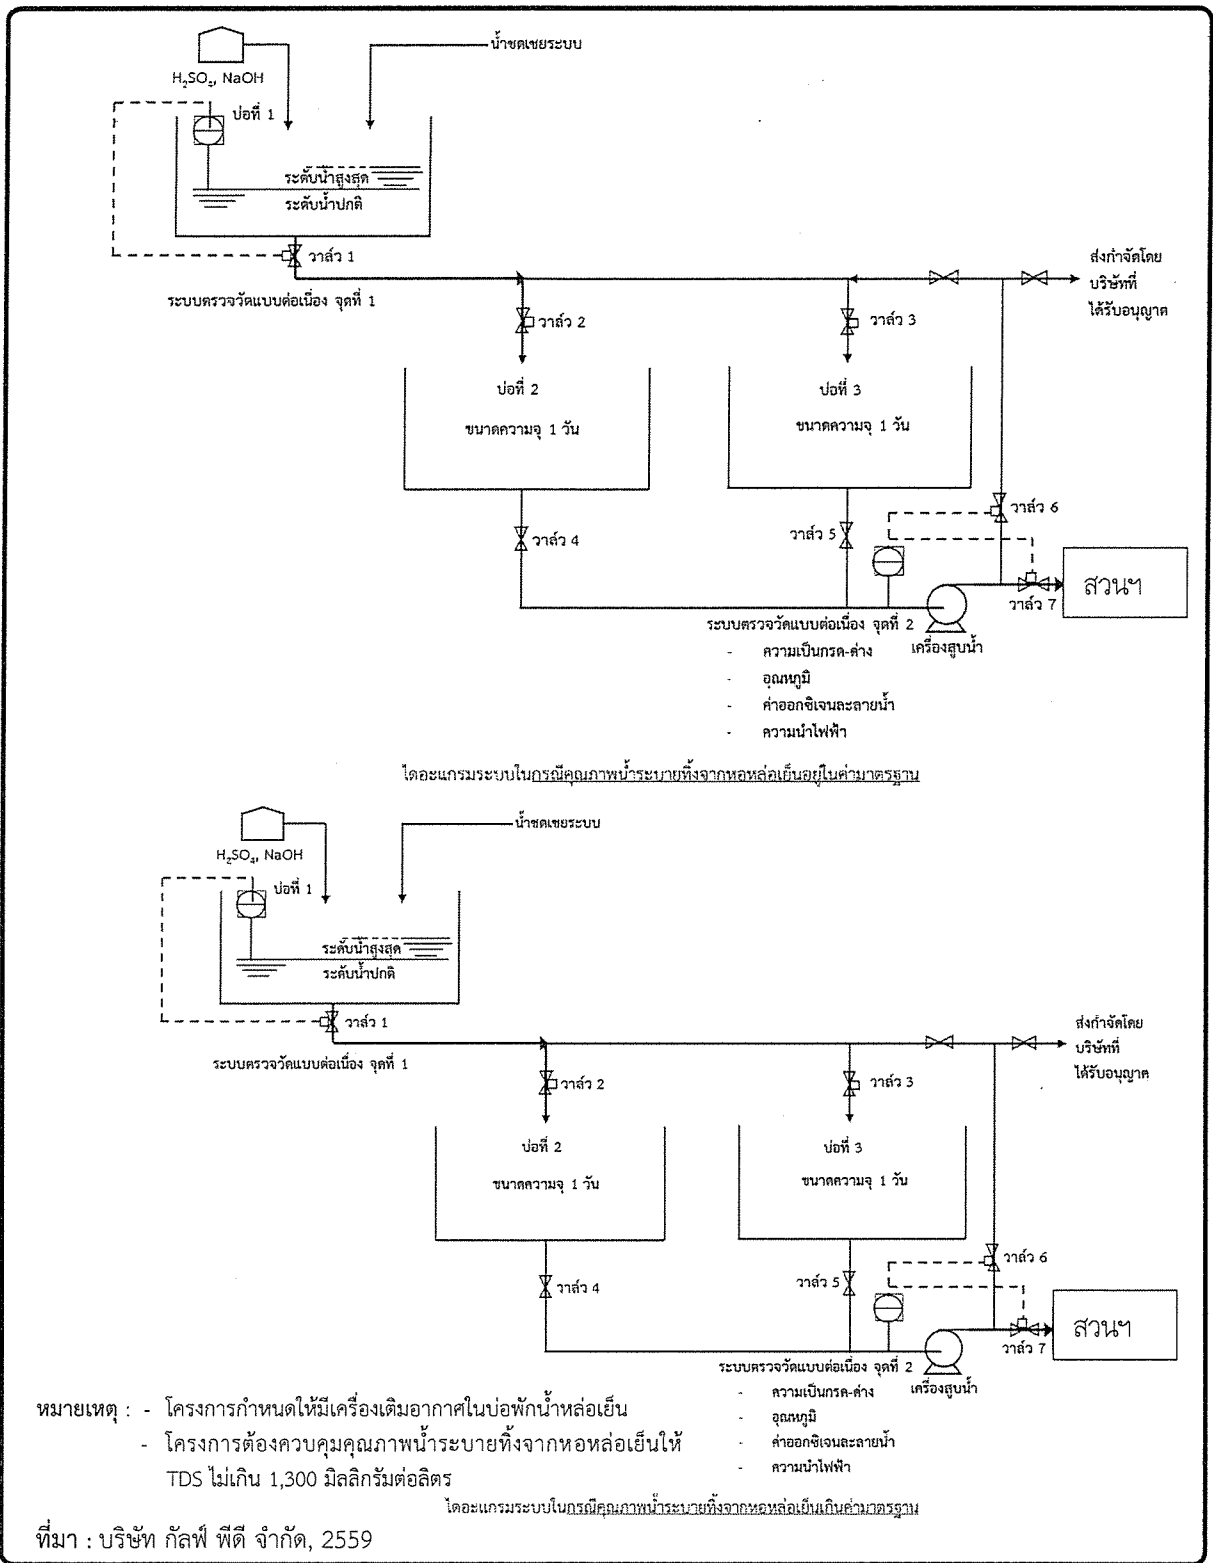 น้ำชดเชยระบบ
H₂SO₄, NaOH
บ่อที่ 1
ระดับน้ำสูงสุด
ระดับน้ำปกติ
วาล์ว 1
ส่งกำจัดโดย
บริษัทที่
ได้รับอนุญาต
ระบบตรวจวัดแบบต่อเนื่อง จุดที่ 1
วาล์ว 2
วาล์ว 3
บ่อที่ 2
ขนาดความจุ 1 วัน
บ่อที่ 3
ขนาดความจุ 1 วัน
วาล์ว 6
วาล์ว 4
วาล์ว 5
สวนฯ
วาล์ว 7
ระบบตรวจวัดแบบต่อเนื่อง จุดที่ 2
เครื่องสูบน้ำ
- ความเป็นกรด-ด่าง
- อุณหภูมิ
- ค่าออกซิเจนละลายน้ำ
- ความนำไฟฟ้า
ไดอะแกรมระบบในกรณีคุณภาพน้ำระบายทิ้งจากหอหล่อเย็นอยู่ในค่ามาตรฐาน
น้ำชดเชยระบบ
H₂SO₄, NaOH
บ่อที่ 1
ระดับน้ำสูงสุด
ระดับน้ำปกติ
วาล์ว 1
ส่งกำจัดโดย
บริษัทที่
ได้รับอนุญาต
ระบบตรวจวัดแบบต่อเนื่อง จุดที่ 1
วาล์ว 2
วาล์ว 3
บ่อที่ 2
ขนาดความจุ 1 วัน
บ่อที่ 3
ขนาดความจุ 1 วัน
วาล์ว 6
วาล์ว 4
วาล์ว 5
สวนฯ
วาล์ว 7
ระบบตรวจวัดแบบต่อเนื่อง จุดที่ 2
เครื่องสูบน้ำ
- ความเป็นกรด-ด่าง
- อุณหภูมิ
- ค่าออกซิเจนละลายน้ำ
- ความนำไฟฟ้า
หมายเหตุ : - โครงการกำหนดให้มีเครื่องเติมอากาศในบ่อพักน้ำหล่อเย็น
- โครงการต้องควบคุมคุณภาพน้ำระบายทิ้งจากหอหล่อเย็นให้
TDS ไม่เกิน 1,300 มิลลิกรัมต่อลิตร
ไดอะแกรมระบบในกรณีคุณภาพน้ำระบายทิ้งจากหอหล่อเย็นเกินค่ามาตรฐาน
ที่มา : บริษัท กัลฟ์ พีดี จำกัด, 2559